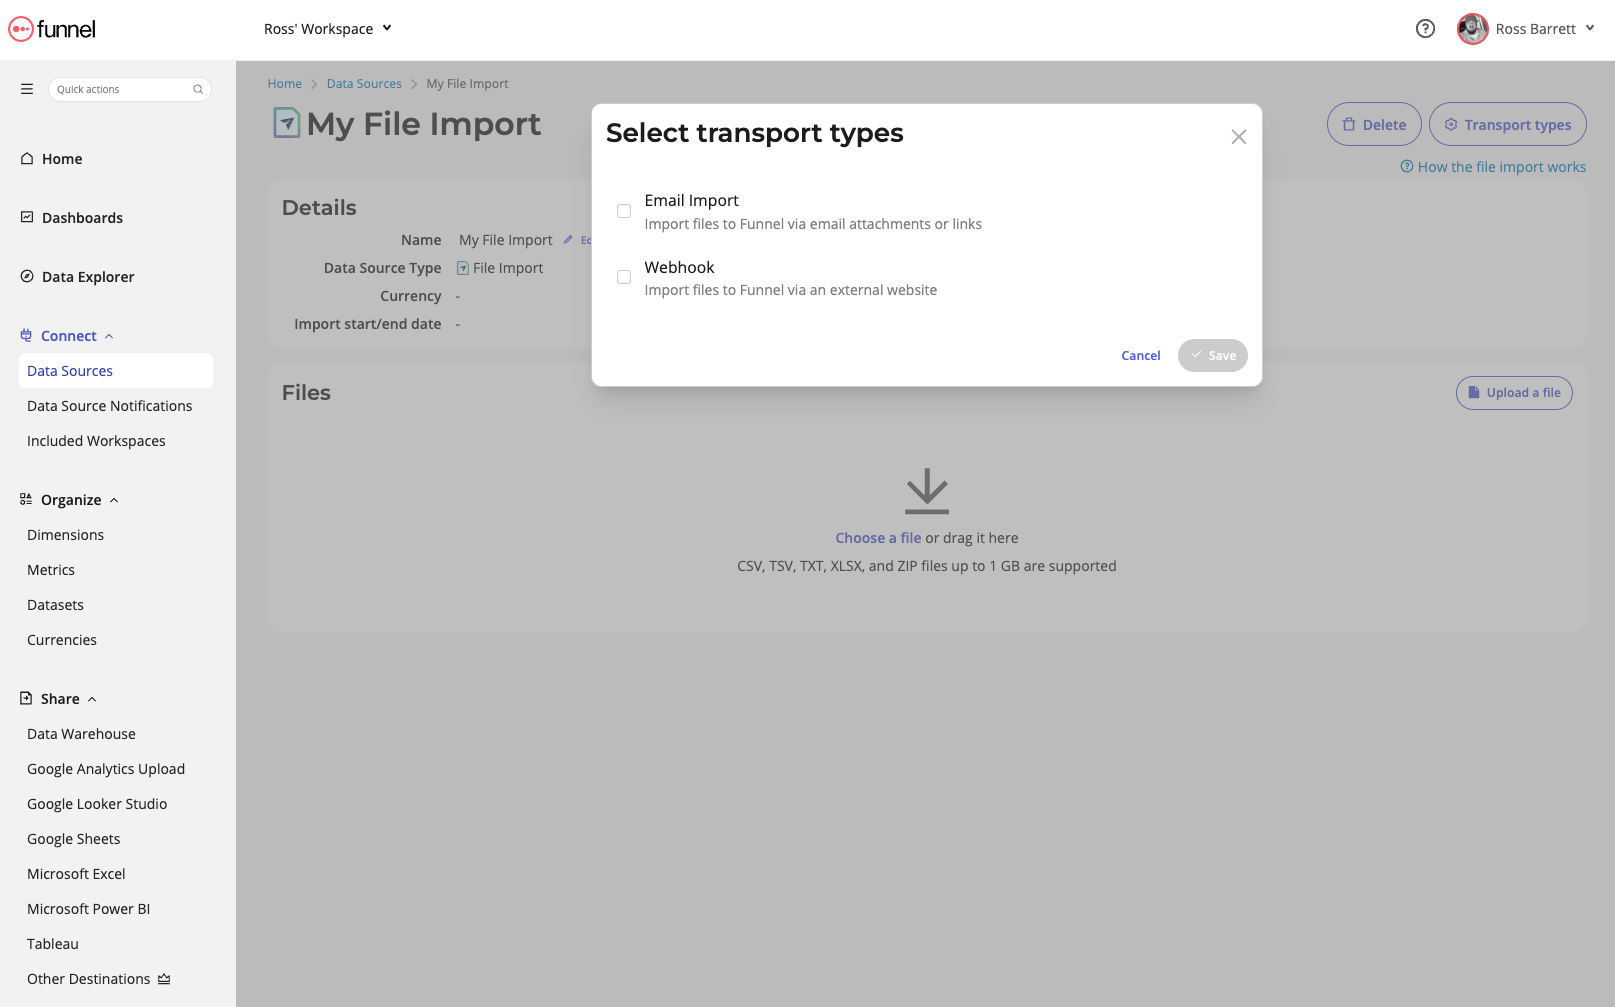 funnel
Ross' Workspace
Ross Barrett
Quick actions
Home
Dashboards
Data Explorer
Connect
Data Sources
Data Source Notifications
Included Workspaces
Organize
Dimensions
Metrics
Datasets
Currencies
Share
Data Warehouse
Google Analytics Upload
Google Looker Studio
Google Sheets
Microsoft Excel
Microsoft Power BI
Tableau
Other Destinations
Home > Data Sources > My File Import
My File Import
Delete
Transport types
How the file import works
Details
Name My File Import
Data Source Type File Import
Currency -
Import start/end date -
Select transport types
Email Import
Import files to Funnel via email attachments or links
Webhook
Import files to Funnel via an external website
Cancel Save
Files
Upload a file
Choose a file or drag it here
CSV, TSV, TXT, XLSX, and ZIP files up to 1 GB are supported